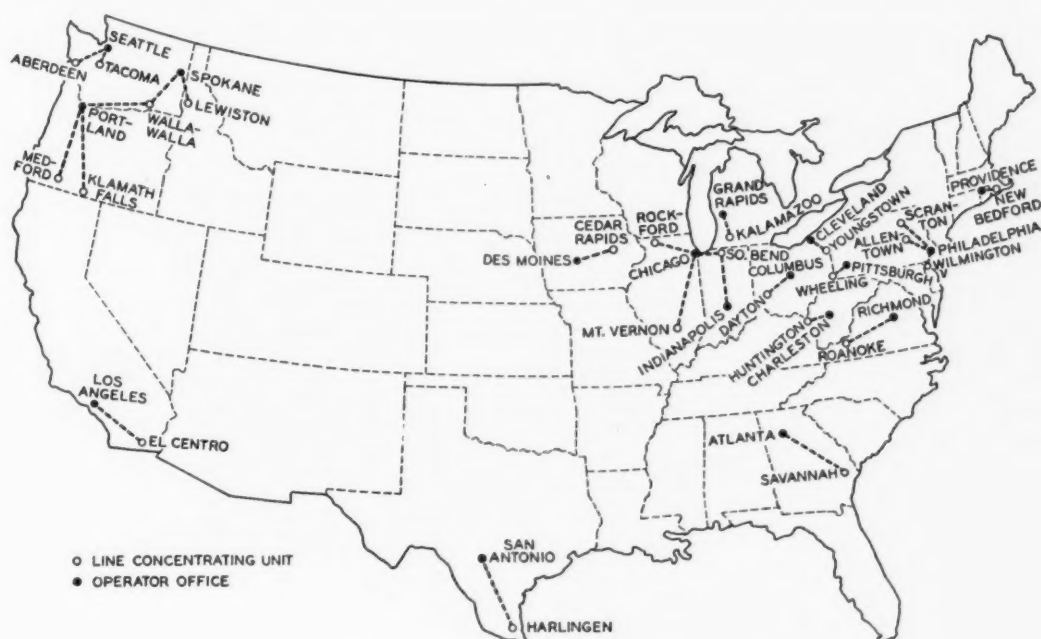 SEATTLE
ABERDEEN
TACOMA
SPOKANE
LEWISTON
PORT-
LAND
WALLA-
WALLA
MED-
FORD
KLAMATH
FALLS
LOS
ANGELES
EL CENTRO
SAN
ANTONIO
HARLINGEN
CEDAR
RAPIDS
DES MOINES
ROCK-
FORD
CHICAGO
GRAND
RAPIDS
KALAMAZOO
SO. BEND
MT. VERNON
INDIANAPOLIS
DAYTON
COLUMBUS
CLEVELAND
YOUNGSTOWN
WHEELING
PITTSBURGH
HUNTINGTON
CHARLESTON
RICHMOND
ROANOKE
SCRAN-
TON
ALLEN-
TOWN
PHILADELPHIA
WILMINGTON
PROVIDENCE
NEW
BEDFORD
ATLANTA
SAVANNAH
LINE CONCENTRATING UNIT
OPERATOR OFFICE